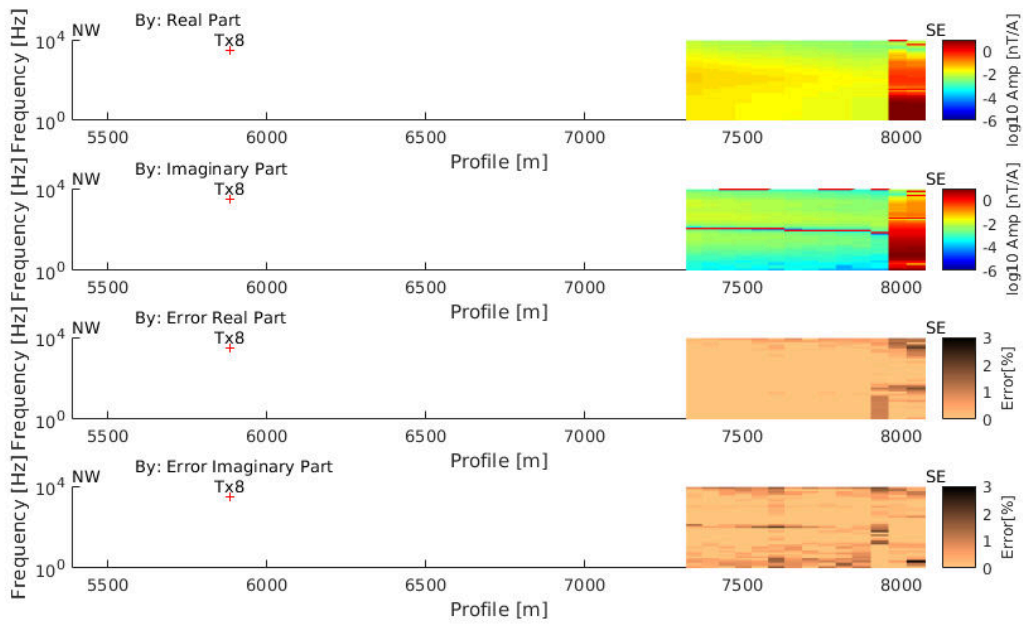 By: Real Part
NW
Tx8
SE
10^4
10^0
Frequency [Hz]
5500 6000 6500 7000 7500 8000
Profile [m]
0
-2
-4
-6
log10 Amp [nT/A]
By: Imaginary Part
NW
Tx8
SE
10^4
10^0
Frequency [Hz]
5500 6000 6500 7000 7500 8000
Profile [m]
0
-2
-4
-6
log10 Amp [nT/A]
By: Error Real Part
NW
Tx8
SE
10^4
10^0
Frequency [Hz]
5500 6000 6500 7000 7500 8000
Profile [m]
3
2
1
0
Error[%]
By: Error Imaginary Part
NW
Tx8
SE
10^4
10^0
Frequency [Hz]
5500 6000 6500 7000 7500 8000
Profile [m]
3
2
1
0
Error[%]